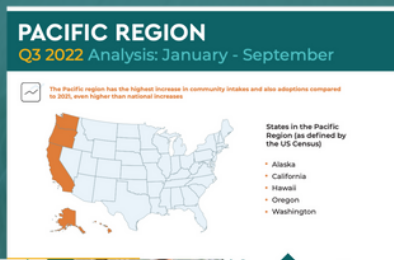 PACIFIC REGION
Q3 2022 Analysis: January - September
The Pacific region has the highest increase in community intakes and also adoptions compared
to 2021, even higher than national increases
States in the Pacific
Region (as defined by
the US Census)
• Alaska
• California
• Hawaii
• Oregon
• Washington